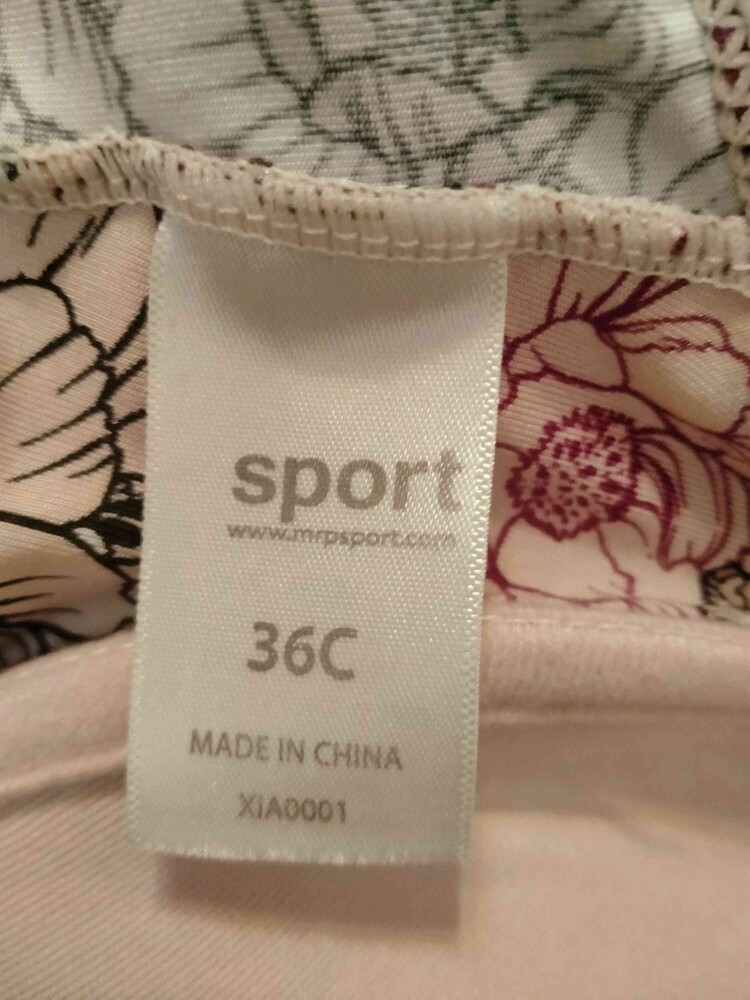 sport
www.mrpsport.com
36C
MADE IN CHINA
XIA0001